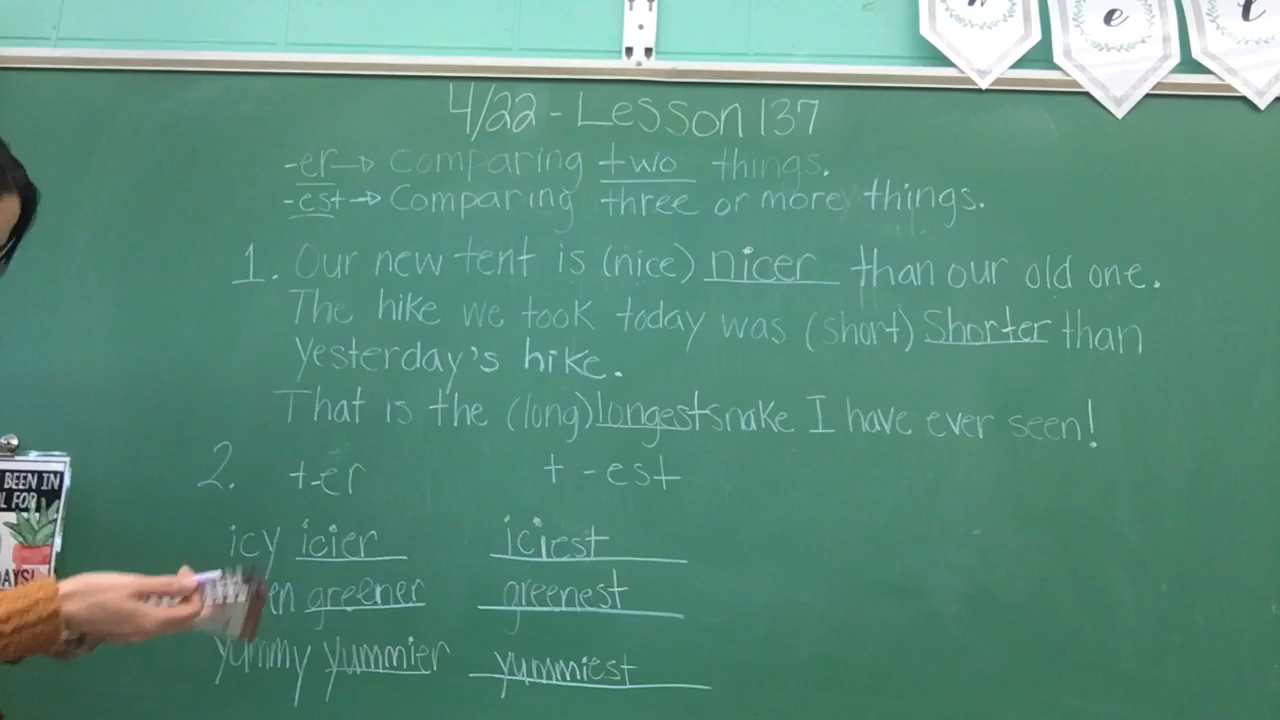 w e l
4/22 - Lesson 137
-er → Comparing two things.
-est → Comparing three or more things.
1. Our new tent is (nice) nicer than our old one.
The hike we took today was (short) Shorter than
yesterday's hike.
That is the (long) longest snake I have ever seen!
2. +-er + -est
icy icier iciest
en greener greenest
yummy yummier yummiest
BEEN IN
L FOR
DAYS!